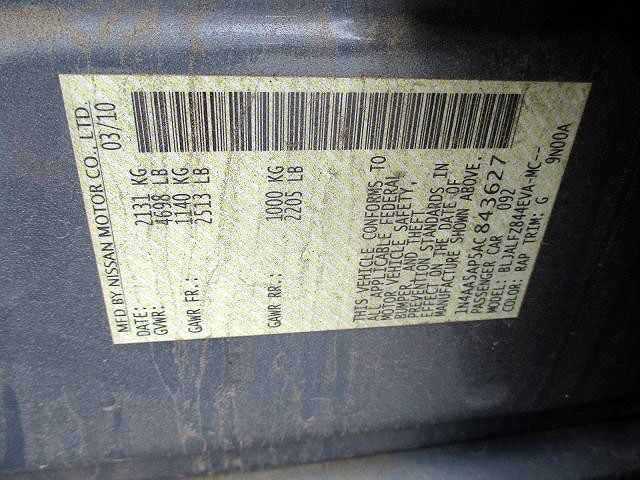 MFD BY NISSAN MOTOR CO., LTD.
DATE: 03/10
GVWR: 2131 KG
4698 LB
GAWR FR.: 1140 KG
2513 LB
GAWR RR.: 1000 KG
2205 LB
THIS VEHICLE CONFORMS TO
ALL APPLICABLE FEDERAL
MOTOR VEHICLE SAFETY,
BUMPER, AND THEFT
PREVENTION STANDARDS IN
EFFECT ON THE DATE OF
MANUFACTURE SHOWN ABOVE.
1N4AA5AP5AC843627
PASSENGER CAR 092
MODEL: BLJALFZ844EVA-MC--
COLOR: RAP TRIM: G 9N00A